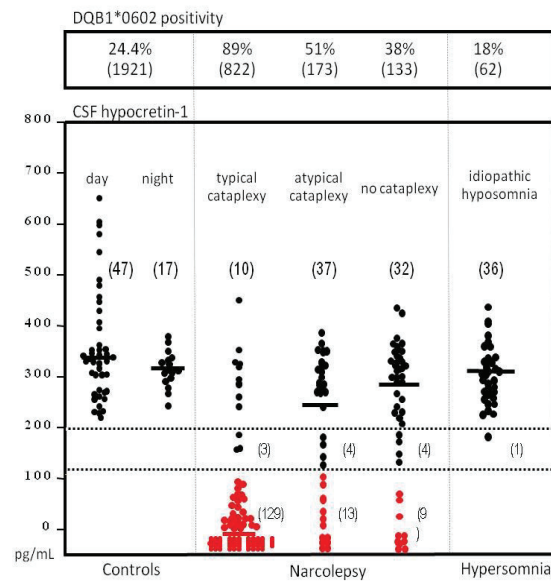 DQB1*0602 positivity
24.4% 89% 51% 38% 18%
(1921) (822) (173) (133) (62)
CSF hypocretin-1
800
700
day night typical cataplexy atypical cataplexy no cataplexy idiopathic hyposomnia
600
500 (47) (17) (10) (37) (32) (36)
400
300
200
(3) (4) (4) (1)
100
(129) (13) (9)
0
pg/mL
Controls Narcolepsy Hypersomnia